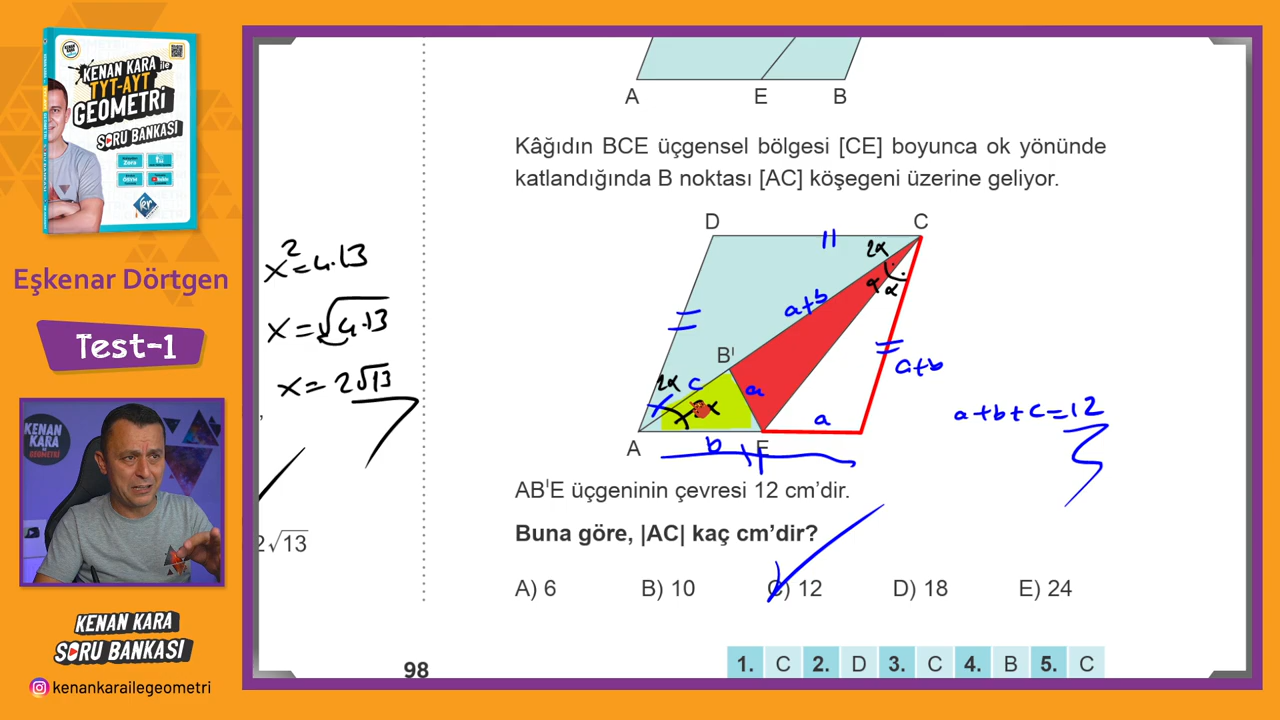 KENAN KARA ile
TYT-AYT
GEOMETRİ
SORU BANKASI
Eşkenar Dörtgen
Test-1
KENAN KARA
SORU BANKASI
kenankarailegeometri
x²=4.13
x=√4.13
x=2√13
2√13
98
A E B
Kâğıdın BCE üçgensel bölgesi [CE] boyunca ok yönünde
katlandığında B noktası [AC] köşegeni üzerine geliyor.
D C
2α
α α
a+b
B'
a+b
2α c a
α
a+b+c=12
a
A b E
AB'E üçgeninin çevresi 12 cm'dir.
Buna göre, |AC| kaç cm'dir?
A) 6 B) 10 C) 12 D) 18 E) 24
1. C 2. D 3. C 4. B 5. C